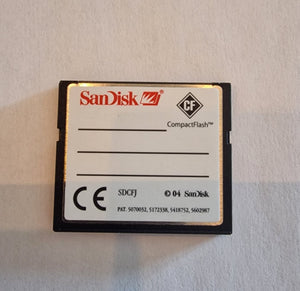 SanDisk
CF
CompactFlash™
CE
SDCFJ
© 04 SanDisk
PAT. 5070032, 5172338, 5418752, 5602987